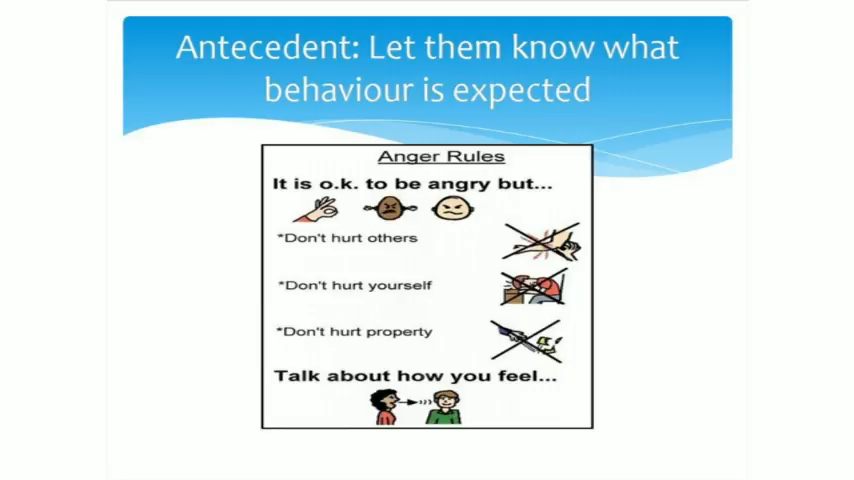 Antecedent: Let them know what
behaviour is expected
Anger Rules
It is o.k. to be angry but...
*Don't hurt others
*Don't hurt yourself
*Don't hurt property
Talk about how you feel...